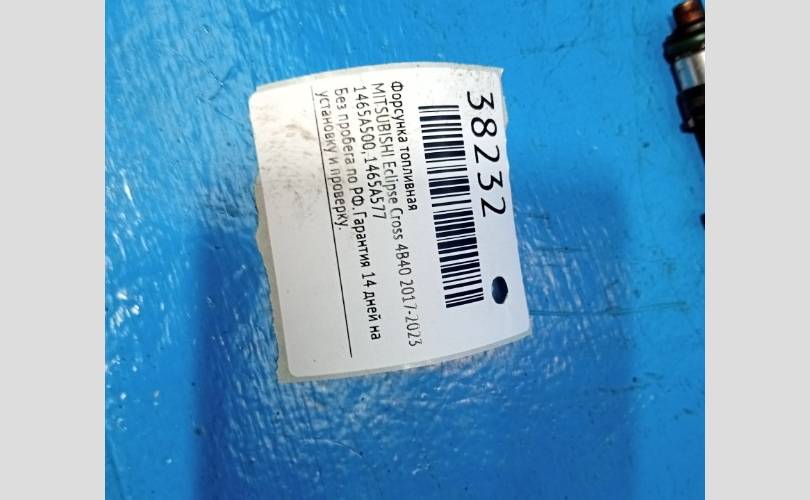 38232
Форсунка топливная
MITSUBISHI Eclipse Cross 4B40 2017-2023
1465A500,1465A577
Без пробега по РФ.Гарантия 14 дней на
установку и проверку.